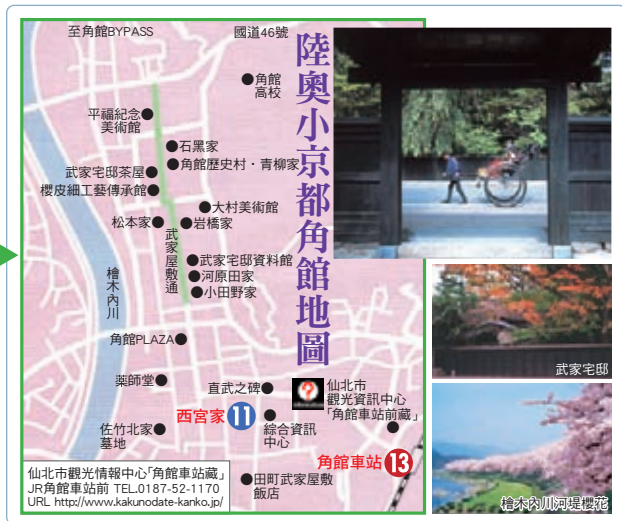 至角館BYPASS
國道46號
陸奧小京都角館地圖
角館
高校
平福紀念
美術館
石黑家
角館歷史村・青柳家
武家宅邸茶屋
櫻皮細工藝傳承館
大村美術館
松本家
岩橋家
武家屋敷通
武家宅邸資料館
河原田家
小田野家
檜木內川
角館PLAZA
藥師堂
直武之碑
?
仙北市
觀光資訊中心
「角館車站前藏」
西宮家 11
綜合資訊
中心
佐竹北家
墓地
角館車站 13
田町武家屋敷
飯店
仙北市觀光情報中心「角館車站藏」
JR角館車站前 TEL.0187-52-1170
URL http://www.kakunodate-kanko.jp/
武家宅邸
檜木內川河堤櫻花